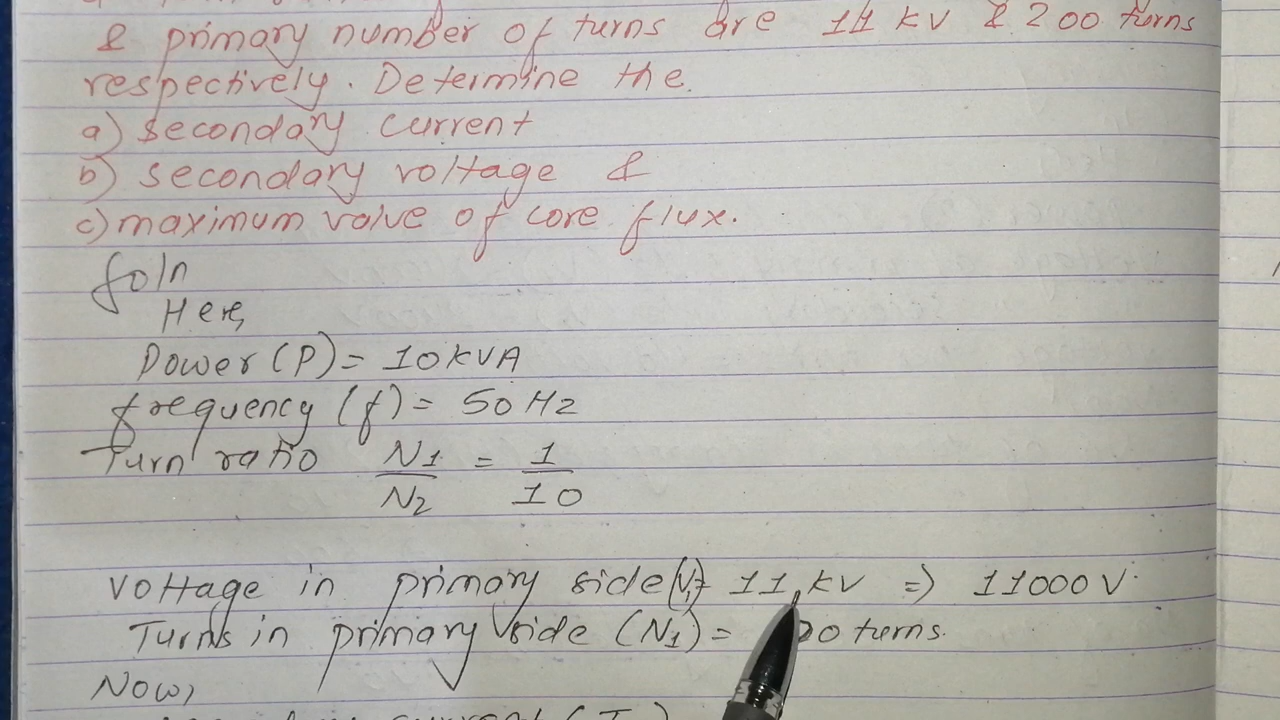 & primary number of turns are 11 kV & 200 turns
respectively. Determine the.
a) secondary current
b) secondary voltage &
c) maximum value of core flux.
Soln
Here,
Power (P) = 10 kVA
frequency (f) = 50 Hz
Turn ratio N1/N2 = 1/10
Voltage in primary side (V1) = 11 kV => 11000 V.
Turns in primary side (N1) = 00 turns.
Now,
current (I